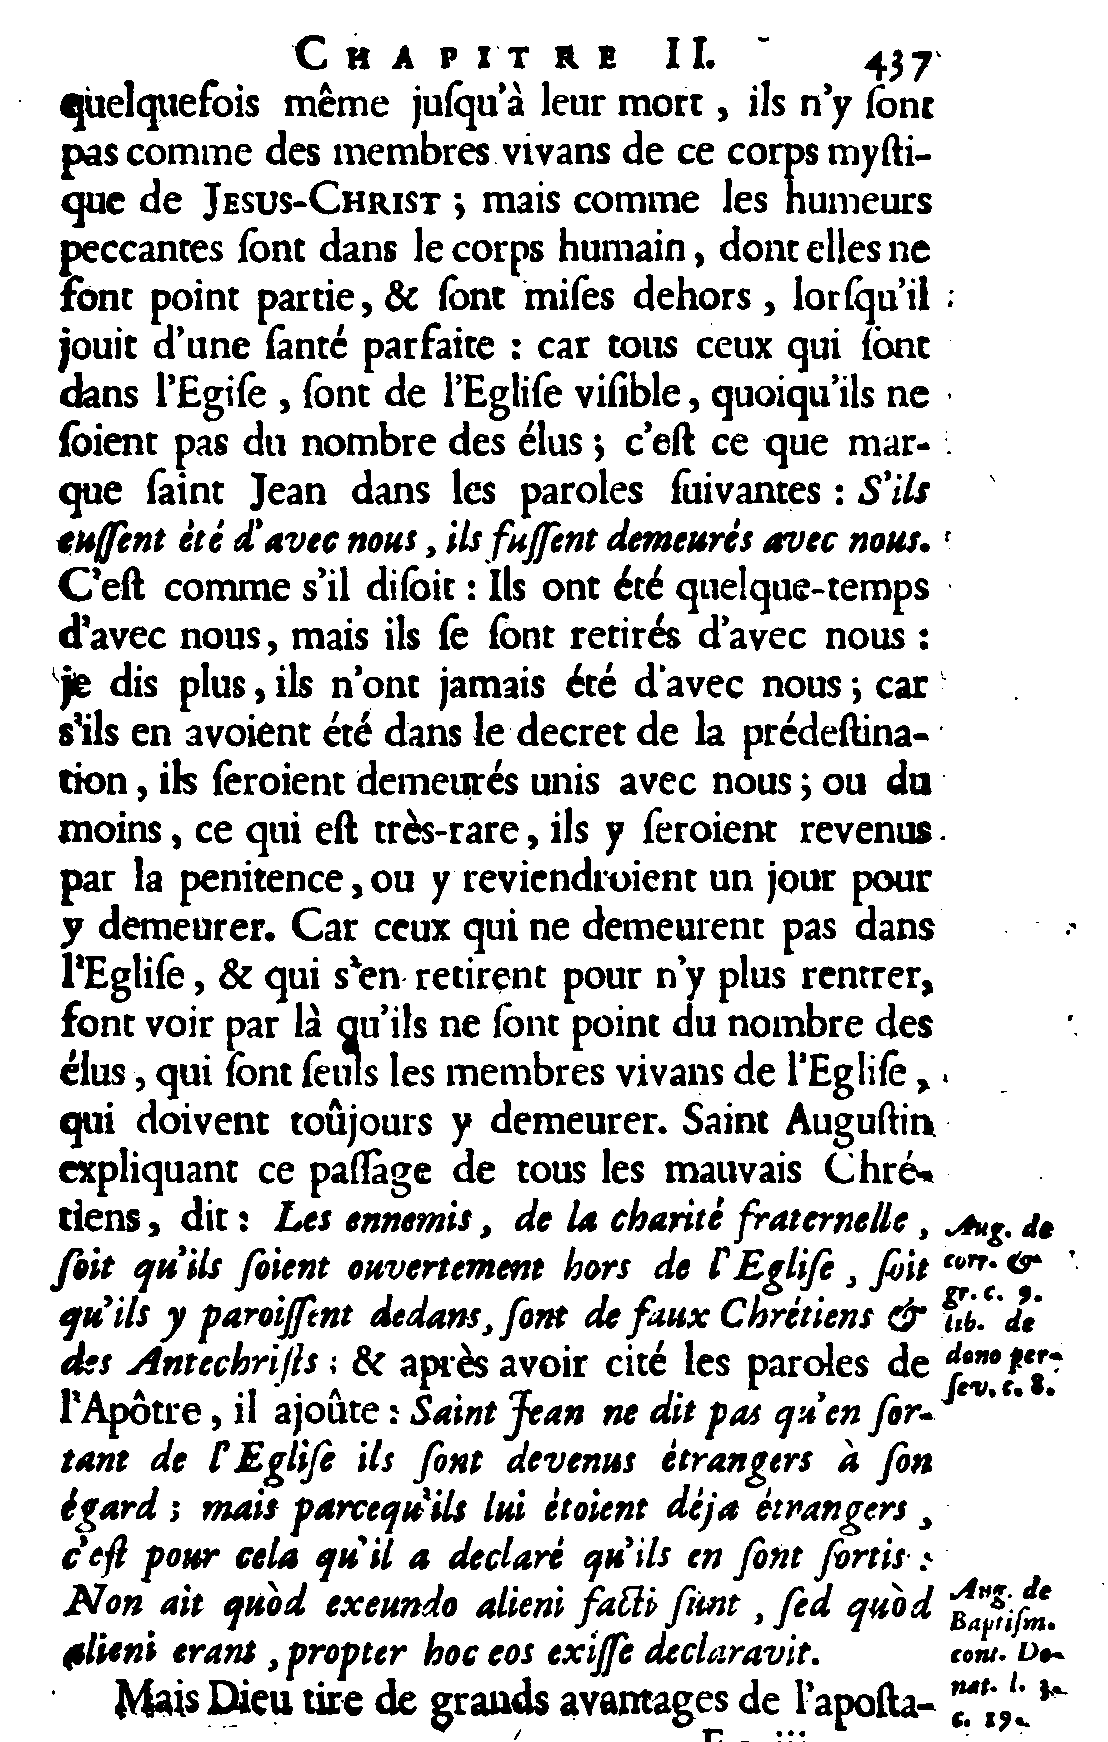 CHAPITRE II. 437
quelquefois même juſqu'à leur mort, ils n'y ſont
pas comme des membres vivans de ce corps myſti-
que de JESUS-CHRIST ; mais comme les humeurs
peccantes ſont dans le corps humain, dont elles ne
font point partie, & ſont miſes dehors, lorſqu'il
jouit d'une ſanté parfaite : car tous ceux qui ſont
dans l'Egiſe, ſont de l'Egliſe viſible, quoiqu'ils ne
ſoient pas du nombre des élus ; c'eſt ce que mar-
que ſaint Jean dans les paroles ſuivantes : S'ils
euſſent été d'avec nous, ils fuſſent demeurés avec nous.
C'eſt comme s'il diſoit : Ils ont été quelque-temps
d'avec nous, mais ils ſe ſont retirés d'avec nous :
je dis plus, ils n'ont jamais été d'avec nous ; car
s'ils en avoient été dans le decret de la prédeſtina-
tion, ils ſeroient demeurés unis avec nous ; ou du
moins, ce qui eſt très-rare, ils y ſeroient revenus
par la penitence, ou y reviendroient un jour pour
y demeurer. Car ceux qui ne demeurent pas dans
l'Egliſe, & qui s'en retirent pour n'y plus rentrer,
font voir par là qu'ils ne ſont point du nombre des
élus, qui ſont ſeuls les membres vivans de l'Egliſe,
qui doivent toûjours y demeurer. Saint Auguſtin
expliquant ce paſſage de tous les mauvais Chré-
tiens, dit : Les ennemis, de la charité fraternelle,
ſoit qu'ils ſoient ouvertement hors de l'Egliſe, ſoit
qu'ils y paroiſſent dedans, ſont de faux Chrétiens &
des Antechriſts ; & après avoir cité les paroles de
l'Apôtre, il ajoûte : Saint Jean ne dit pas qu'en ſor-
tant de l'Egliſe ils ſont devenus étrangers à ſon
égard ; mais parcequ'ils lui étoient déja étrangers,
c'eſt pour cela qu'il a declaré qu'ils en ſont ſortis :
Non ait quòd exeundo alieni facti ſunt, ſed quòd
alieni erant, propter hoc eos exiſſe declaravit.
Mais Dieu tire de grands avantages de l'apoſta-
Aug. de
corr. &
gr. c. 9.
lib. de
dono per-
ſev. c. 8.
Aug. de
Baptiſm.
cont. Do-
nat. l. 3.
c. 19.